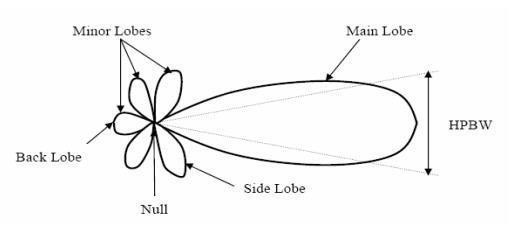 Minor Lobes
Main Lobe
HPBW
Back Lobe
Side Lobe
Null